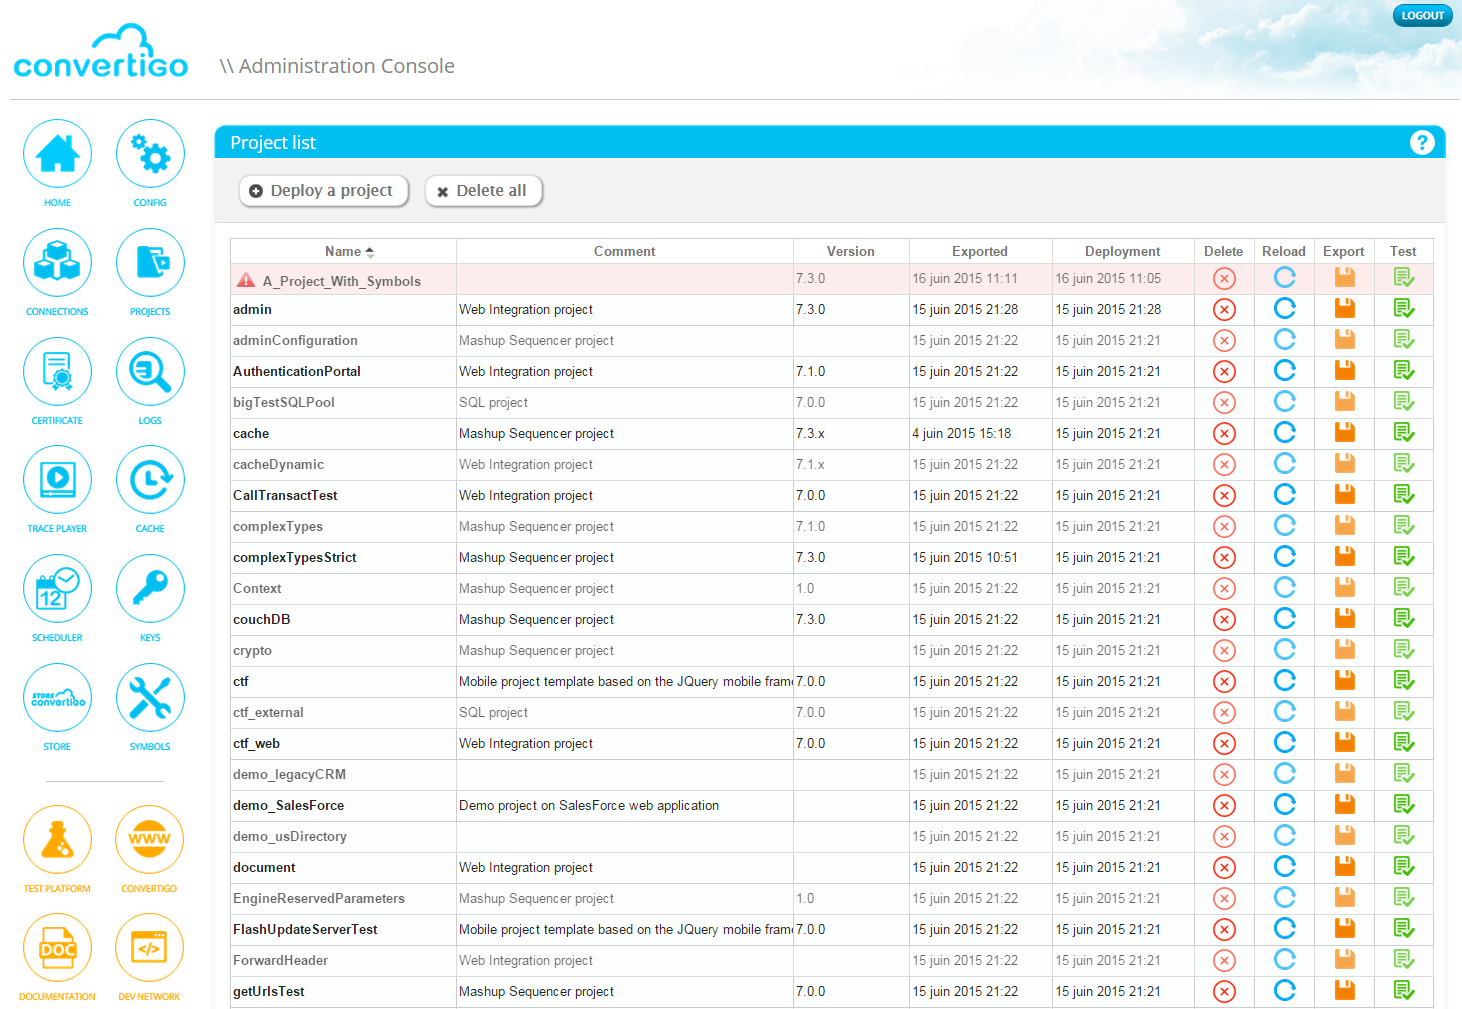 LOGOUT
convertigo
\\ Administration Console
HOME
CONFIG
CONNECTIONS
PROJECTS
CERTIFICATE
LOGS
TRACE PLAYER
CACHE
12
SCHEDULER
KEYS
STORE
convertigo
STORE
SYMBOLS
TEST PLATFORM
WWW
CONVERTIGO
DOC
DOCUMENTATION
</>
DEV NETWORK
Project list ?
Deploy a project Delete all
Name Comment Version Exported Deployment Delete Reload Export Test
A_Project_With_Symbols 7.3.0 16 juin 2015 11:11 16 juin 2015 11:05
admin Web Integration project 7.3.0 15 juin 2015 21:28 15 juin 2015 21:28
adminConfiguration Mashup Sequencer project 15 juin 2015 21:22 15 juin 2015 21:21
AuthenticationPortal Web Integration project 7.1.0 15 juin 2015 21:22 15 juin 2015 21:21
bigTestSQLPool SQL project 7.0.0 15 juin 2015 21:22 15 juin 2015 21:21
cache Mashup Sequencer project 7.3.x 4 juin 2015 15:18 15 juin 2015 21:21
cacheDynamic Web Integration project 7.1.x 15 juin 2015 21:22 15 juin 2015 21:21
CallTransactTest Web Integration project 7.0.0 15 juin 2015 21:22 15 juin 2015 21:21
complexTypes Mashup Sequencer project 7.1.0 15 juin 2015 21:22 15 juin 2015 21:21
complexTypesStrict Mashup Sequencer project 7.3.0 15 juin 2015 10:51 15 juin 2015 21:21
Context Mashup Sequencer project 1.0 15 juin 2015 21:22 15 juin 2015 21:21
couchDB Mashup Sequencer project 7.3.0 15 juin 2015 21:22 15 juin 2015 21:21
crypto Mashup Sequencer project 15 juin 2015 21:22 15 juin 2015 21:21
ctf Mobile project template based on the JQuery mobile fram 7.0.0 15 juin 2015 21:22 15 juin 2015 21:21
ctf_external SQL project 7.0.0 15 juin 2015 21:22 15 juin 2015 21:21
ctf_web Web Integration project 7.0.0 15 juin 2015 21:22 15 juin 2015 21:21
demo_legacyCRM 15 juin 2015 21:22 15 juin 2015 21:21
demo_SalesForce Demo project on SalesForce web application 15 juin 2015 21:22 15 juin 2015 21:21
demo_usDirectory 15 juin 2015 21:22 15 juin 2015 21:21
document Web Integration project 15 juin 2015 21:22 15 juin 2015 21:21
EngineReservedParameters Mashup Sequencer project 1.0 15 juin 2015 21:22 15 juin 2015 21:21
FlashUpdateServerTest Mobile project template based on the JQuery mobile fram 7.0.0 15 juin 2015 21:22 15 juin 2015 21:21
ForwardHeader Web Integration project 15 juin 2015 21:22 15 juin 2015 21:21
getUrlsTest Mashup Sequencer project 7.0.0 15 juin 2015 21:22 15 juin 2015 21:21